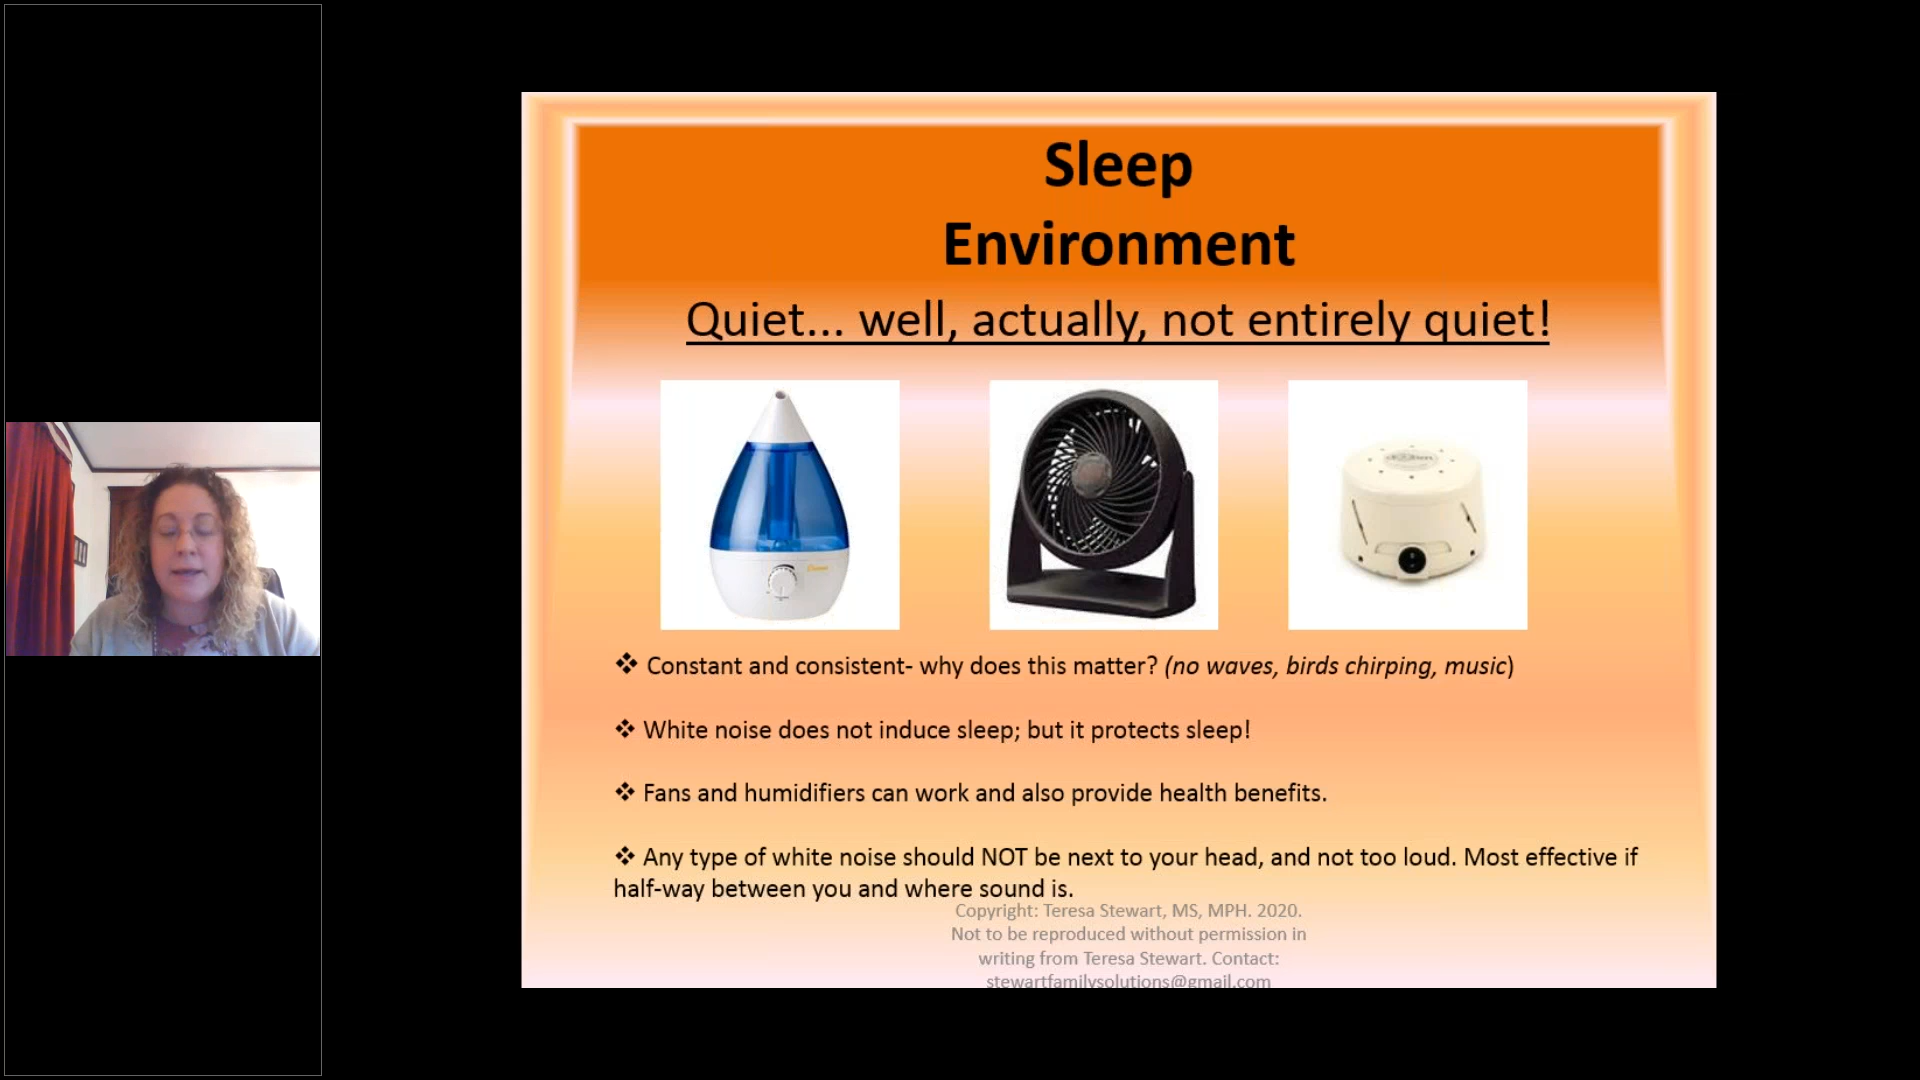 Sleep
Environment
Quiet... well, actually, not entirely quiet!
❖ Constant and consistent- why does this matter? (no waves, birds chirping, music)
❖ White noise does not induce sleep; but it protects sleep!
❖ Fans and humidifiers can work and also provide health benefits.
❖ Any type of white noise should NOT be next to your head, and not too loud. Most effective if
half-way between you and where sound is.
Copyright: Teresa Stewart, MS, MPH. 2020.
Not to be reproduced without permission in
writing from Teresa Stewart. Contact:
stewartfamilysolutions@gmail.com